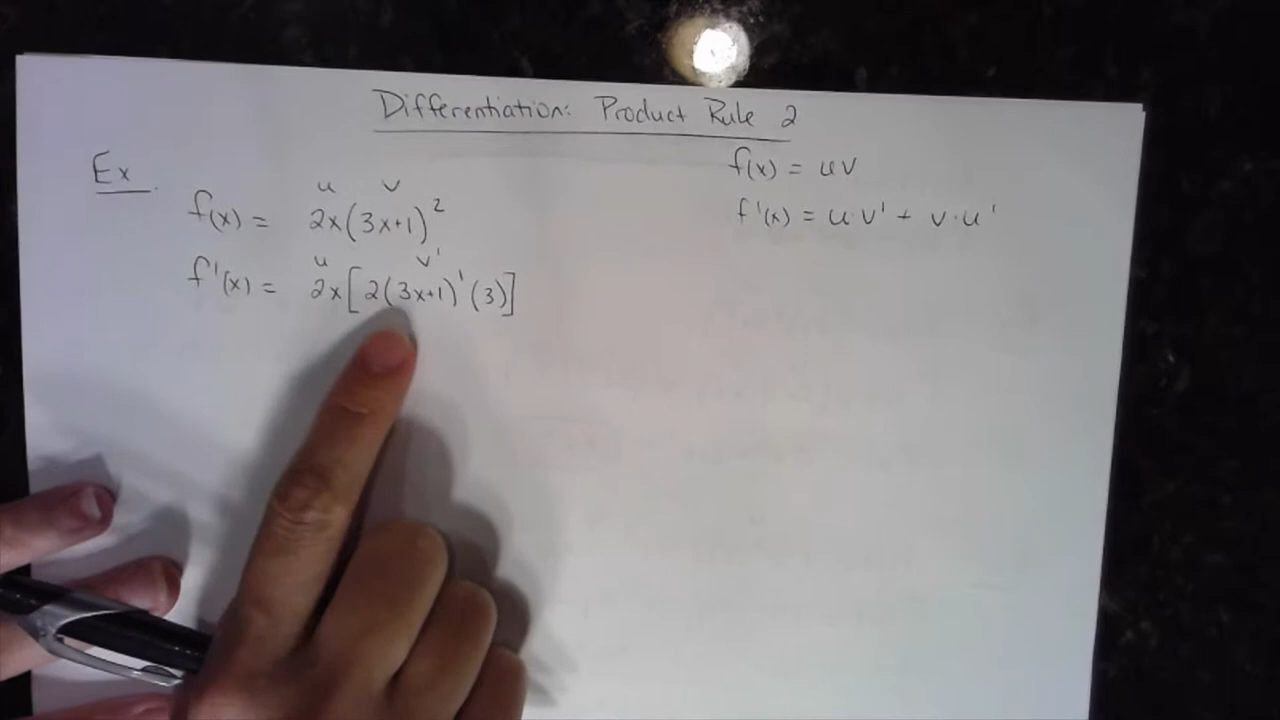 Differentiation: Product Rule 2
f(x) = uv
f'(x) = u·v' + v·u'
Ex.
u v
f(x) = 2x(3x+1)²
u v'
f'(x) = 2x[2(3x+1)¹(3)]